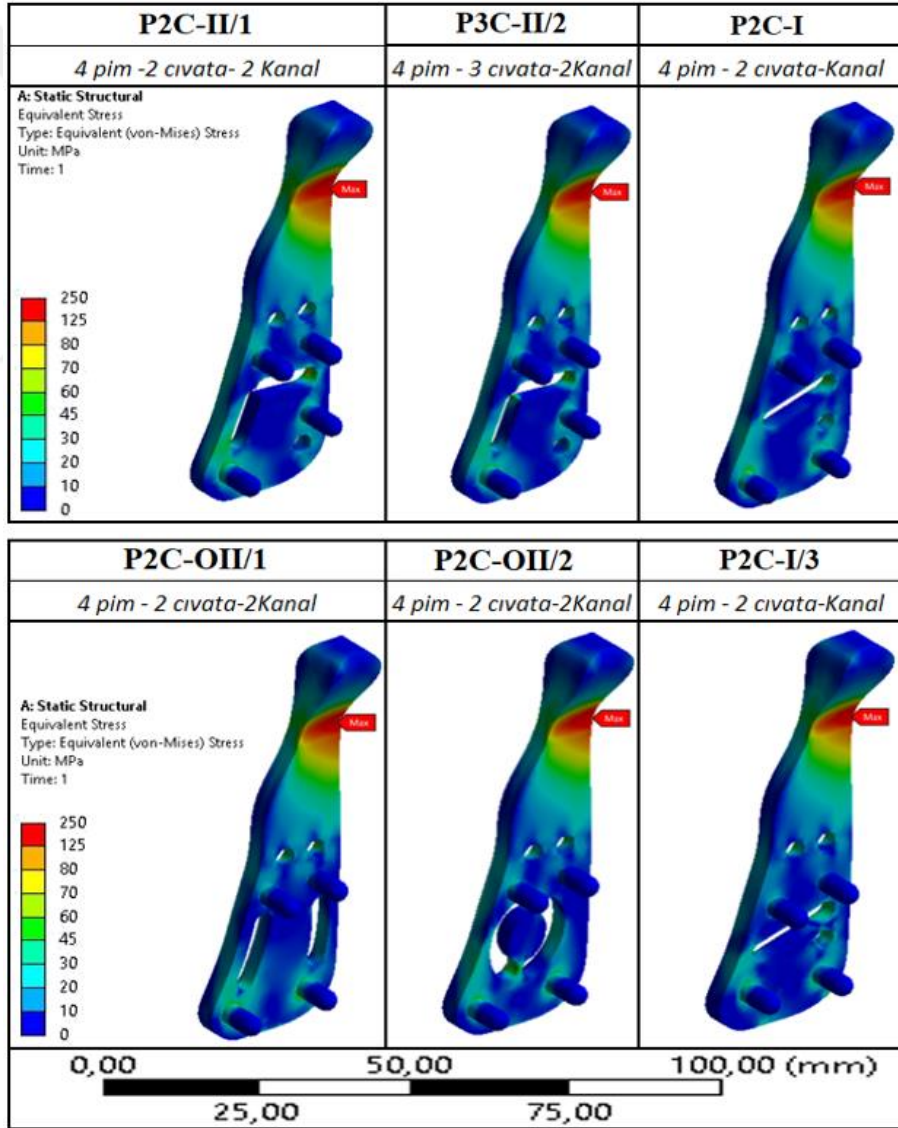 P2C-II/1
P3C-II/2
P2C-I
4 pim -2 cıvata- 2 Kanal
4 pim - 3 cıvata-2Kanal
4 pim - 2 cıvata-Kanal
A: Static Structural
Equivalent Stress
Type: Equivalent (von-Mises) Stress
Unit: MPa
Time: 1
Max
Max
Max
250
125
80
70
60
45
30
20
10
0
P2C-OII/1
P2C-OII/2
P2C-I/3
4 pim - 2 cıvata-2Kanal
4 pim - 2 cıvata-2Kanal
4 pim - 2 cıvata-Kanal
A: Static Structural
Equivalent Stress
Type: Equivalent (von-Mises) Stress
Unit: MPa
Time: 1
Max
Max
Max
250
125
80
70
60
45
30
20
10
0
0,00
50,00
100,00 (mm)
25,00
75,00